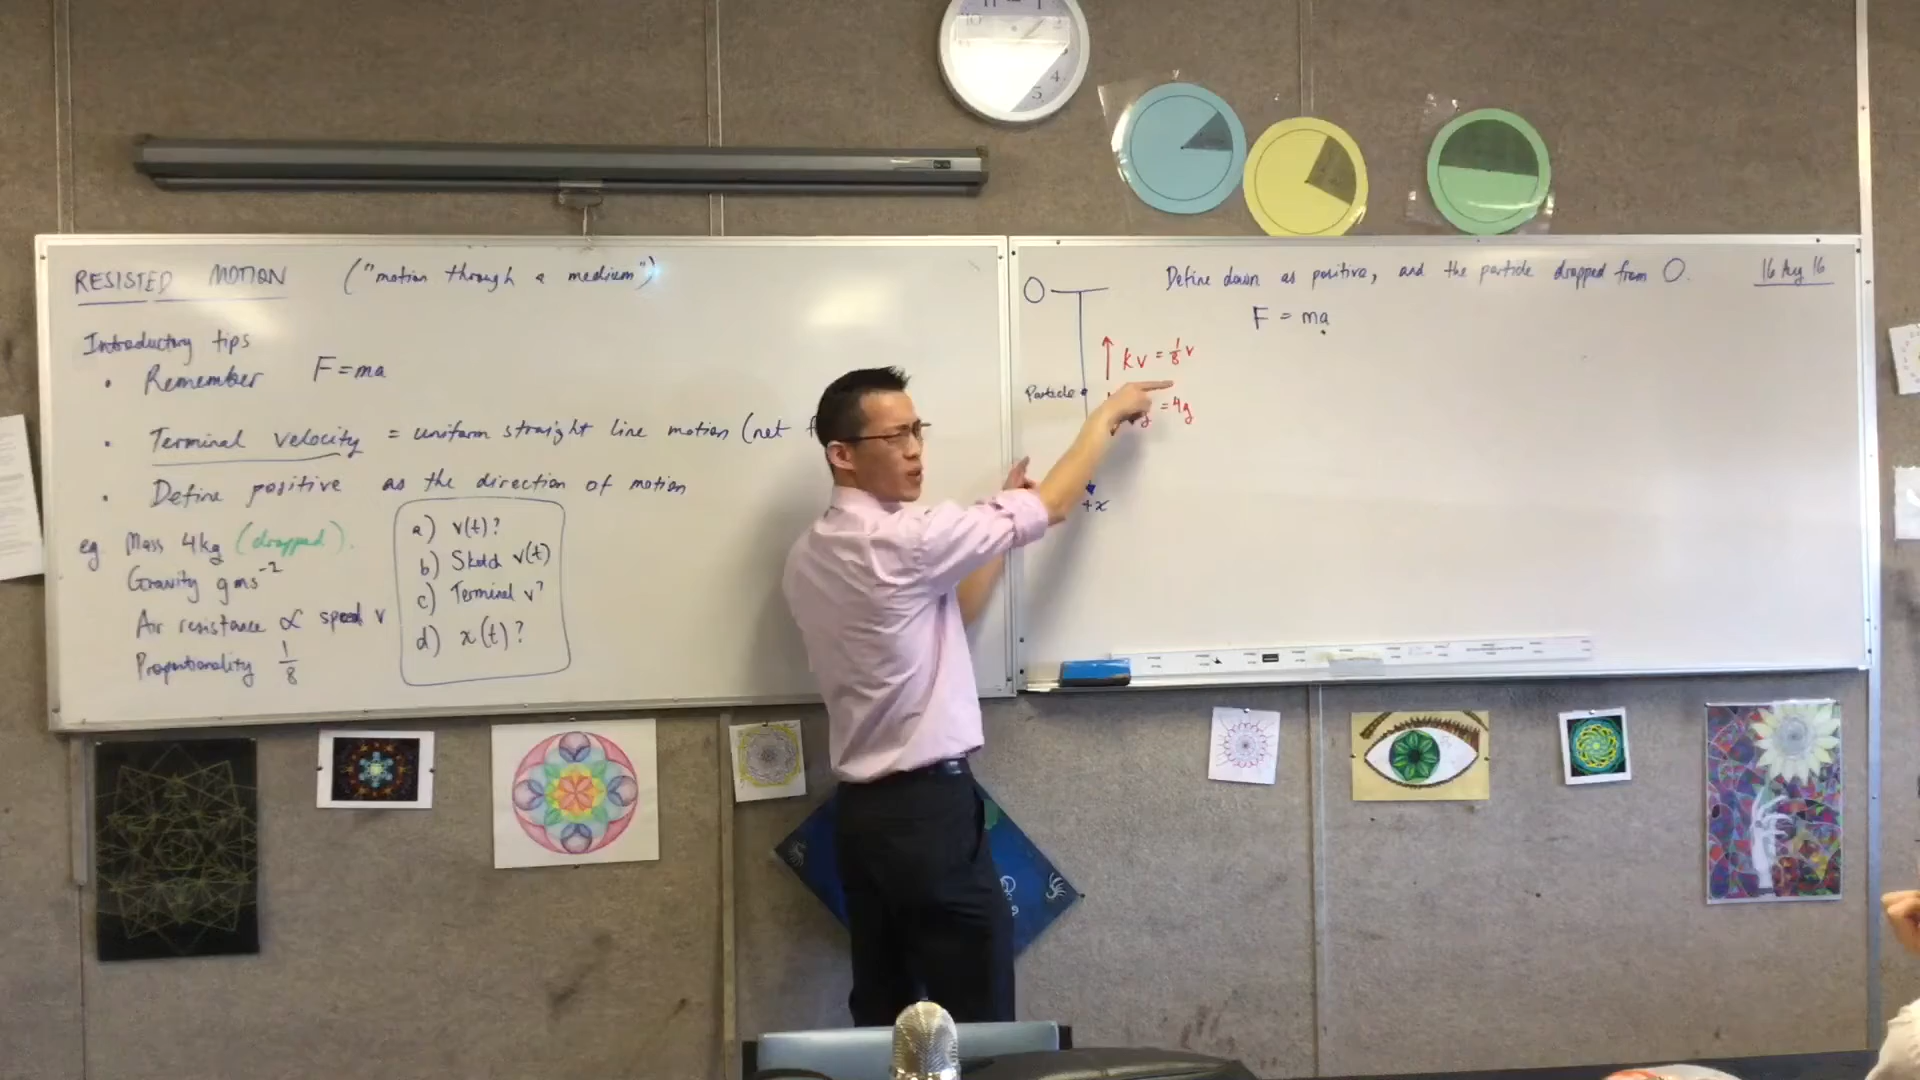 RESISTED MOTION ("motion through a medium")
Introductory tips
• Remember F = ma
• Terminal velocity = uniform straight line motion (net f
• Define positive as the direction of motion
eg. Mass 4kg (dropped).
Gravity g ms⁻²
Air resistance ∝ speed v
Proportionality 1/8
a) v(t)?
b) Sketch v(t)
c) Terminal v?
d) x(t)?
O
Define down as positive, and the particle dropped from O.
16 Aug 16
F = ma
kv = 1/8 v
Particle
g = 4g
+x
4
5